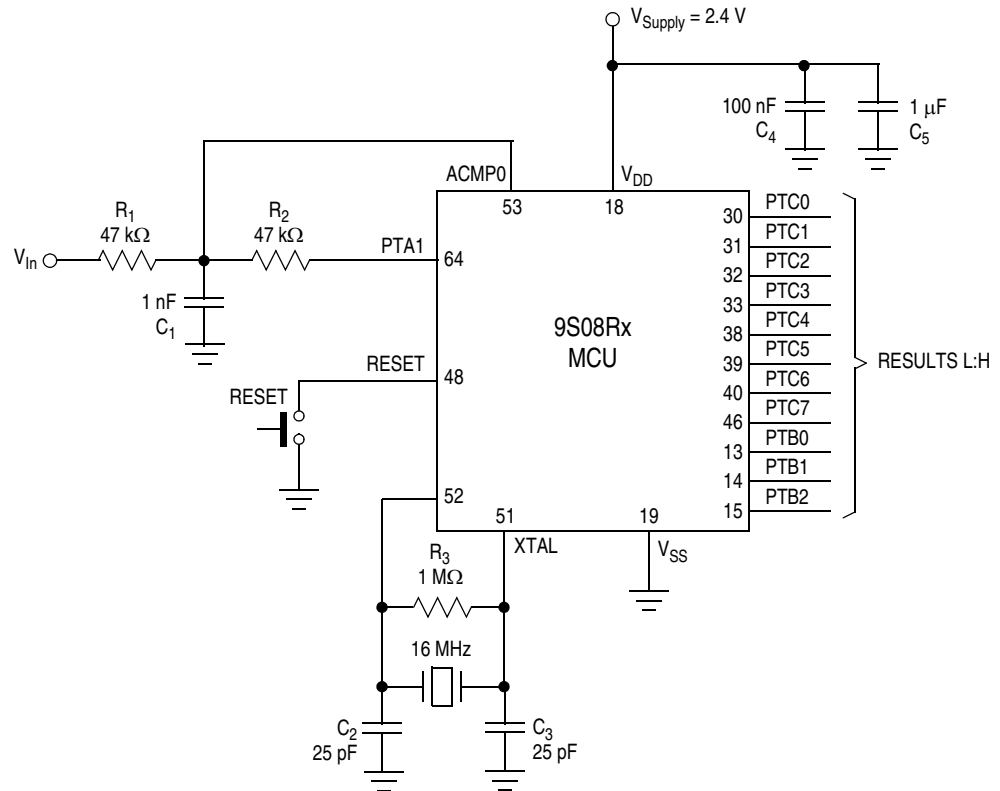 V_Supply = 2.4 V
100 nF
C4
1 μF
C5
ACMP0
VDD
53
18
R1
47 kΩ
R2
47 kΩ
VIn
PTA1
64
1 nF
C1
9S08Rx
MCU
30
PTC0
31
PTC1
32
PTC2
33
PTC3
38
PTC4
39
PTC5
40
PTC6
46
PTC7
13
PTB0
14
PTB1
15
PTB2
RESULTS L:H
RESET
48
RESET
52
51
19
XTAL
VSS
R3
1 MΩ
16 MHz
C2
25 pF
C3
25 pF